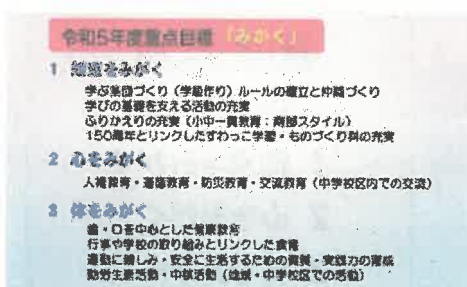 令和5年度重点目標「みがく」
1 知恵をみがく
学ぶ集団づくり（学級作り）ルールの確立と仲間づくり
学びの基礎を支える活動の充実
ふりかえりの充実（小中一貫教育：南部スタイル）
150周年とリンクしたすわっこ学習・ものづくり科の充実
2 心をみがく
人権教育・道徳教育・防災教育・交流教育（中学校区内での交流）
3 体をみがく
歯・口を中心とした健康教育
行事や学校の取り組みとリンクした食育
運動に親しみ・安全に生活するための資質・実践力の育成
勤労生産活動・中核活動（地域・中学校区での活動）